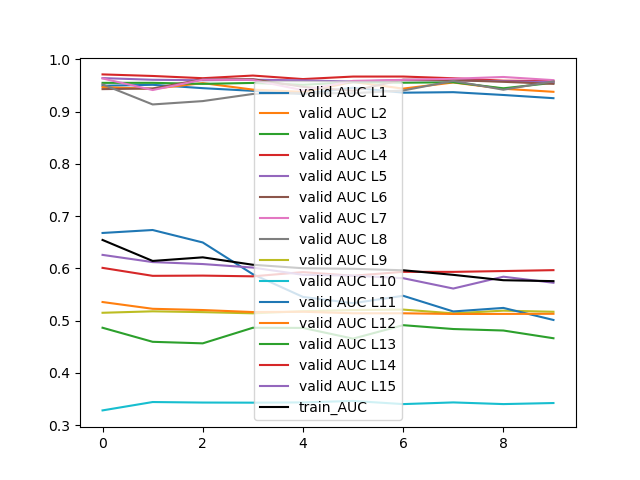 1.0
0.9
0.8
0.7
0.6
0.5
0.4
0.3
valid AUC L1
valid AUC L2
valid AUC L3
valid AUC L4
valid AUC L5
valid AUC L6
valid AUC L7
valid AUC L8
valid AUC L9
valid AUC L10
valid AUC L11
valid AUC L12
valid AUC L13
valid AUC L14
valid AUC L15
train_AUC
0 2 4 6 8